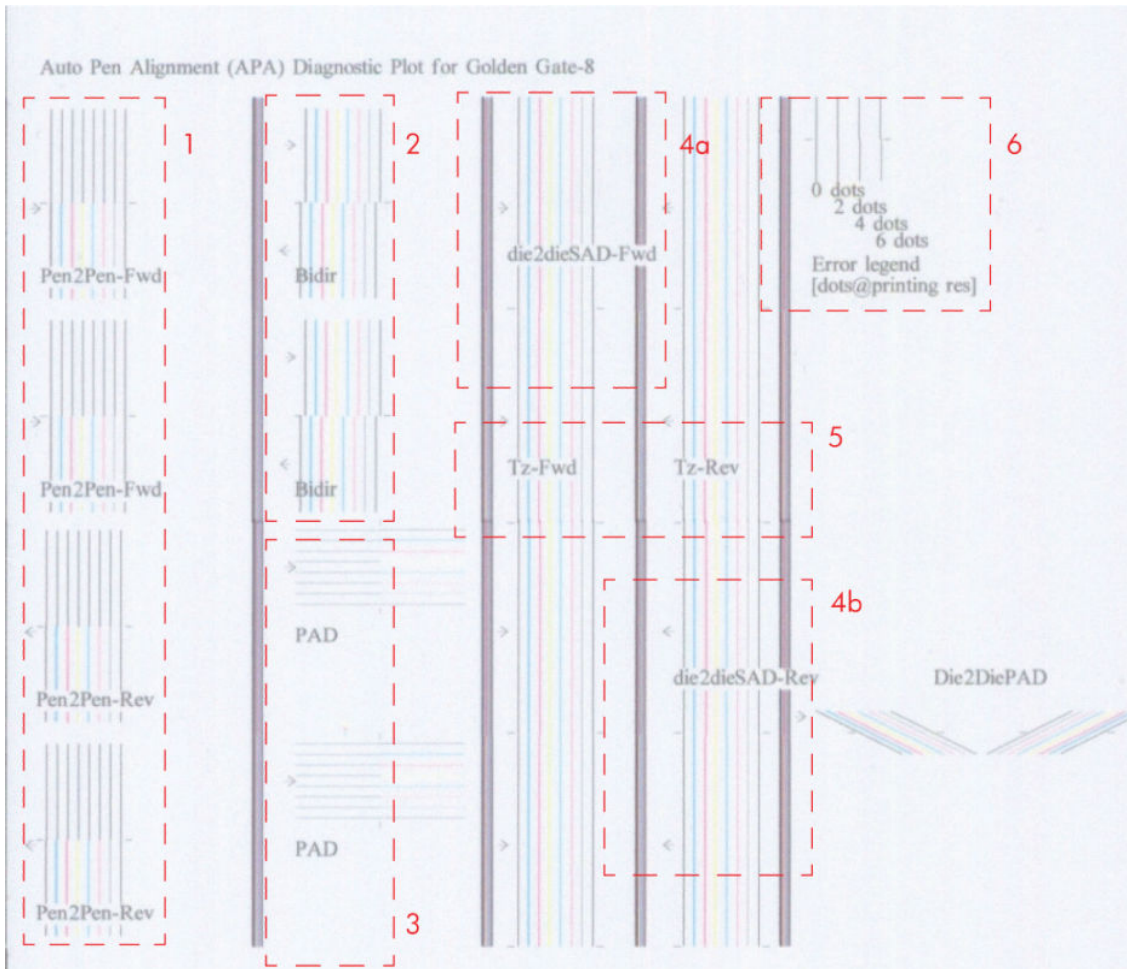 Auto Pen Alignment (APA) Diagnostic Plot for Golden Gate-8
1
Pen2Pen-Fwd
Pen2Pen-Fwd
Pen2Pen-Rev
Pen2Pen-Rev
2
Bidir
Bidir
PAD
PAD
3
4a
die2dieSAD-Fwd
Tz-Fwd
Tz-Rev
5
4b
die2dieSAD-Rev
6
0 dots
2 dots
4 dots
6 dots
Error legend
[dots@printing res]
Die2DiePAD